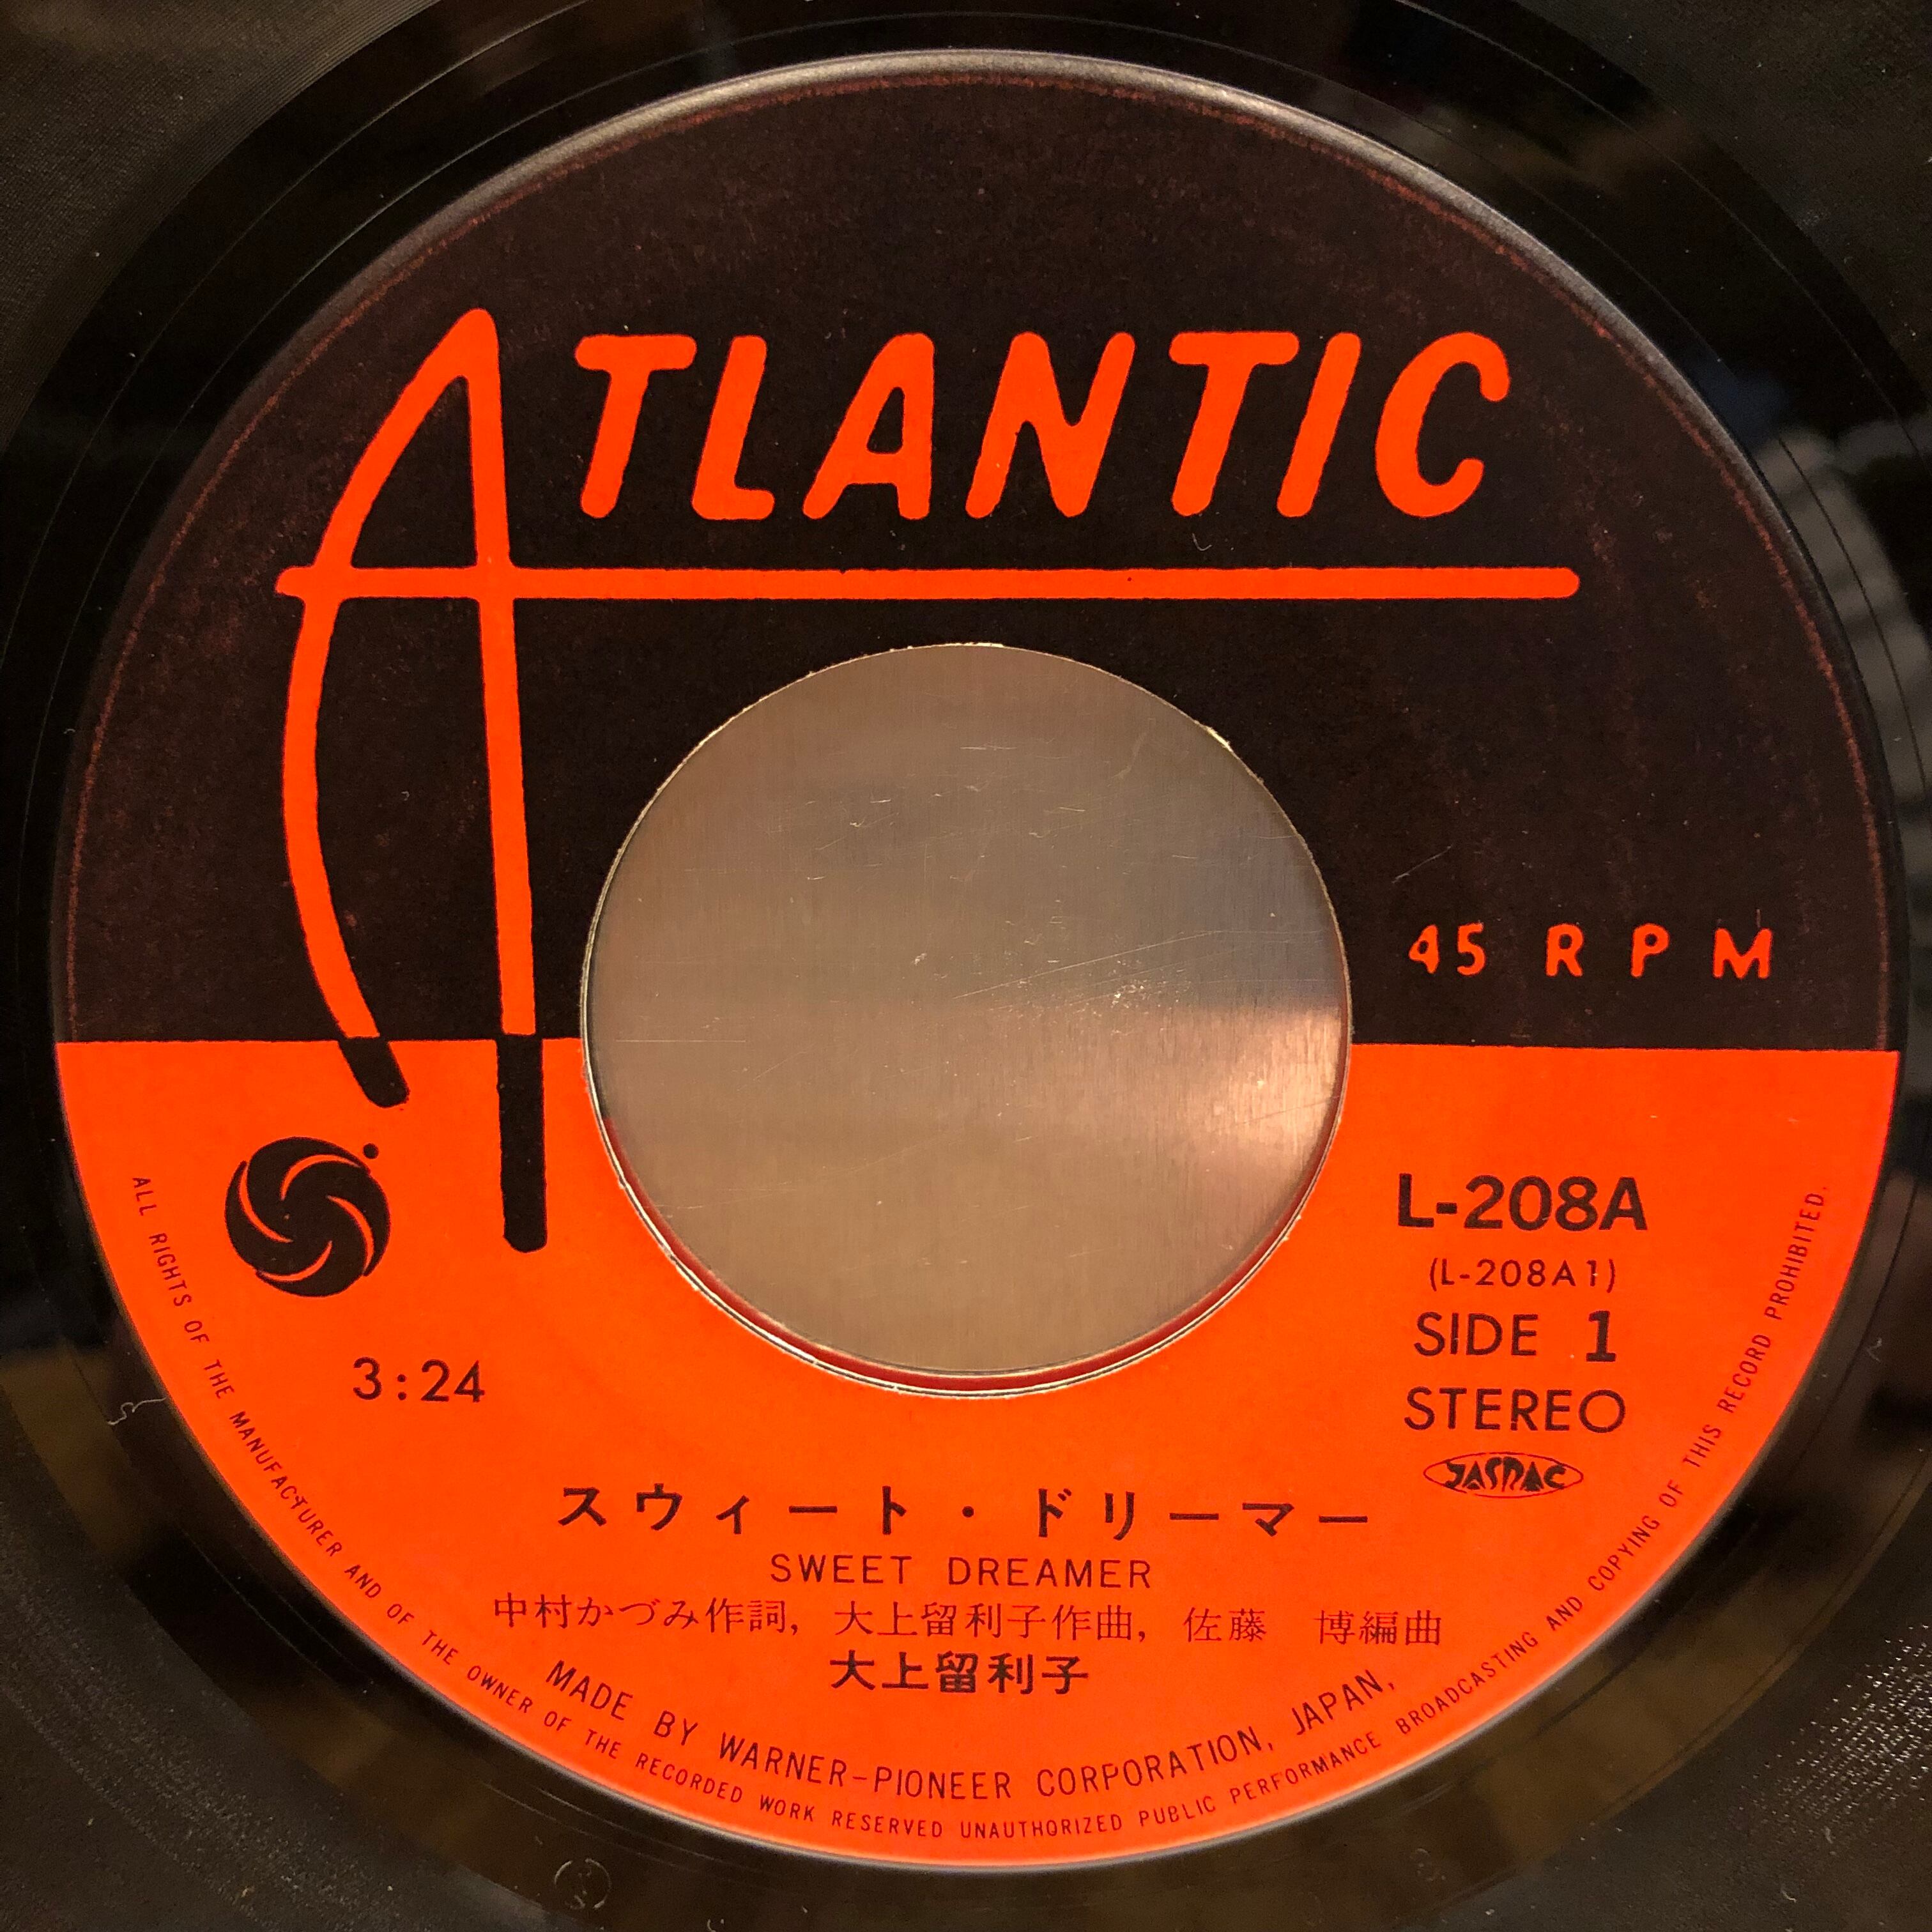 ATLANTIC
45 RPM
L-208A
(L-208A1)
SIDE 1
STEREO
JASRAC
3:24
スウィート・ドリーマー
SWEET DREAMER
中村かづみ作詞, 大上留利子作曲, 佐藤　博編曲
大上留利子
MADE BY WARNER-PIONEER CORPORATION, JAPAN,
ALL RIGHTS OF THE MANUFACTURER AND OF THE OWNER OF THE RECORDED WORK RESERVED UNAUTHORIZED PUBLIC PERFORMANCE BROADCASTING AND COPYING OF THIS RECORD PROHIBITED.